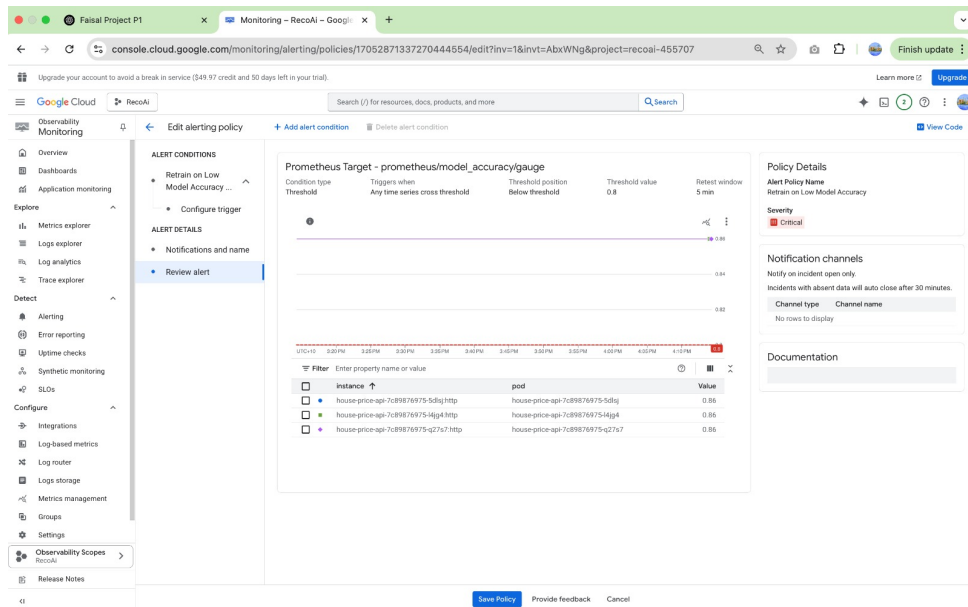 Faisal Project P1
Monitoring – RecoAi – Google
console.cloud.google.com/monitoring/alerting/policies/17052871337270444554/edit?inv=1&invt=AbxWNg&project=recoai-455707
Finish update
Upgrade your account to avoid a break in service ($49.97 credit and 50 days left in your trial).
Learn more
Upgrade
Google Cloud
RecoAi
Search (/) for resources, docs, products, and more
Search
2
Observability
Monitoring
Edit alerting policy
+ Add alert condition
Delete alert condition
View Code
Overview
Dashboards
Application monitoring
Explore
Metrics explorer
Logs explorer
Log analytics
Trace explorer
Detect
Alerting
Error reporting
Uptime checks
Synthetic monitoring
SLOs
Configure
Integrations
Log-based metrics
Log router
Logs storage
Metrics management
Groups
Settings
Observability Scopes
RecoAi
Release Notes
ALERT CONDITIONS
Retrain on Low
Model Accuracy ...
Configure trigger
ALERT DETAILS
Notifications and name
Review alert
Prometheus Target - prometheus/model_accuracy/gauge
Condition type Triggers when Threshold position Threshold value Retest window
Threshold Any time series cross threshold Below threshold 0.8 5 min
0.86
0.84
0.82
0.8
UTC+10 3:20 PM 3:25 PM 3:30 PM 3:35 PM 3:40 PM 3:45 PM 3:50 PM 3:55 PM 4:00 PM 4:05 PM 4:10 PM
Filter Enter property name or value
instance pod Value
house-price-api-7c89876975-5dlsj:http house-price-api-7c89876975-5dlsj 0.86
house-price-api-7c89876975-l4jg4:http house-price-api-7c89876975-l4jg4 0.86
house-price-api-7c89876975-q27s7:http house-price-api-7c89876975-q27s7 0.86
Policy Details
Alert Policy Name
Retrain on Low Model Accuracy
Severity
Critical
Notification channels
Notify on incident open only.
Incidents with absent data will auto close after 30 minutes.
Channel type Channel name
No rows to display
Documentation
Save Policy Provide feedback Cancel